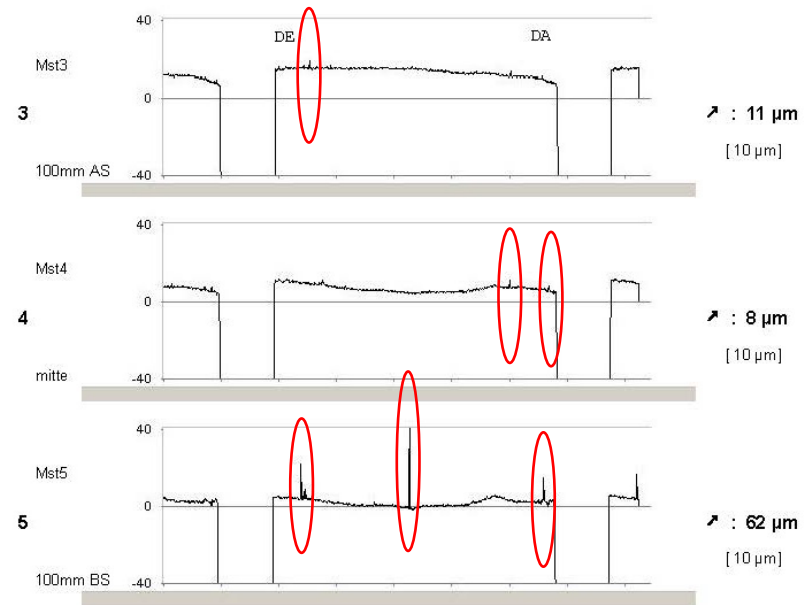 40
DE
DA
Mst3
0
3
↗ : 11 µm
[ 10 µm]
100mm AS
-40
40
Mst4
0
4
↗ : 8 µm
[ 10 µm]
mitte
-40
40
Mst5
0
5
↗ : 62 µm
[ 10 µm]
100mm BS
-40